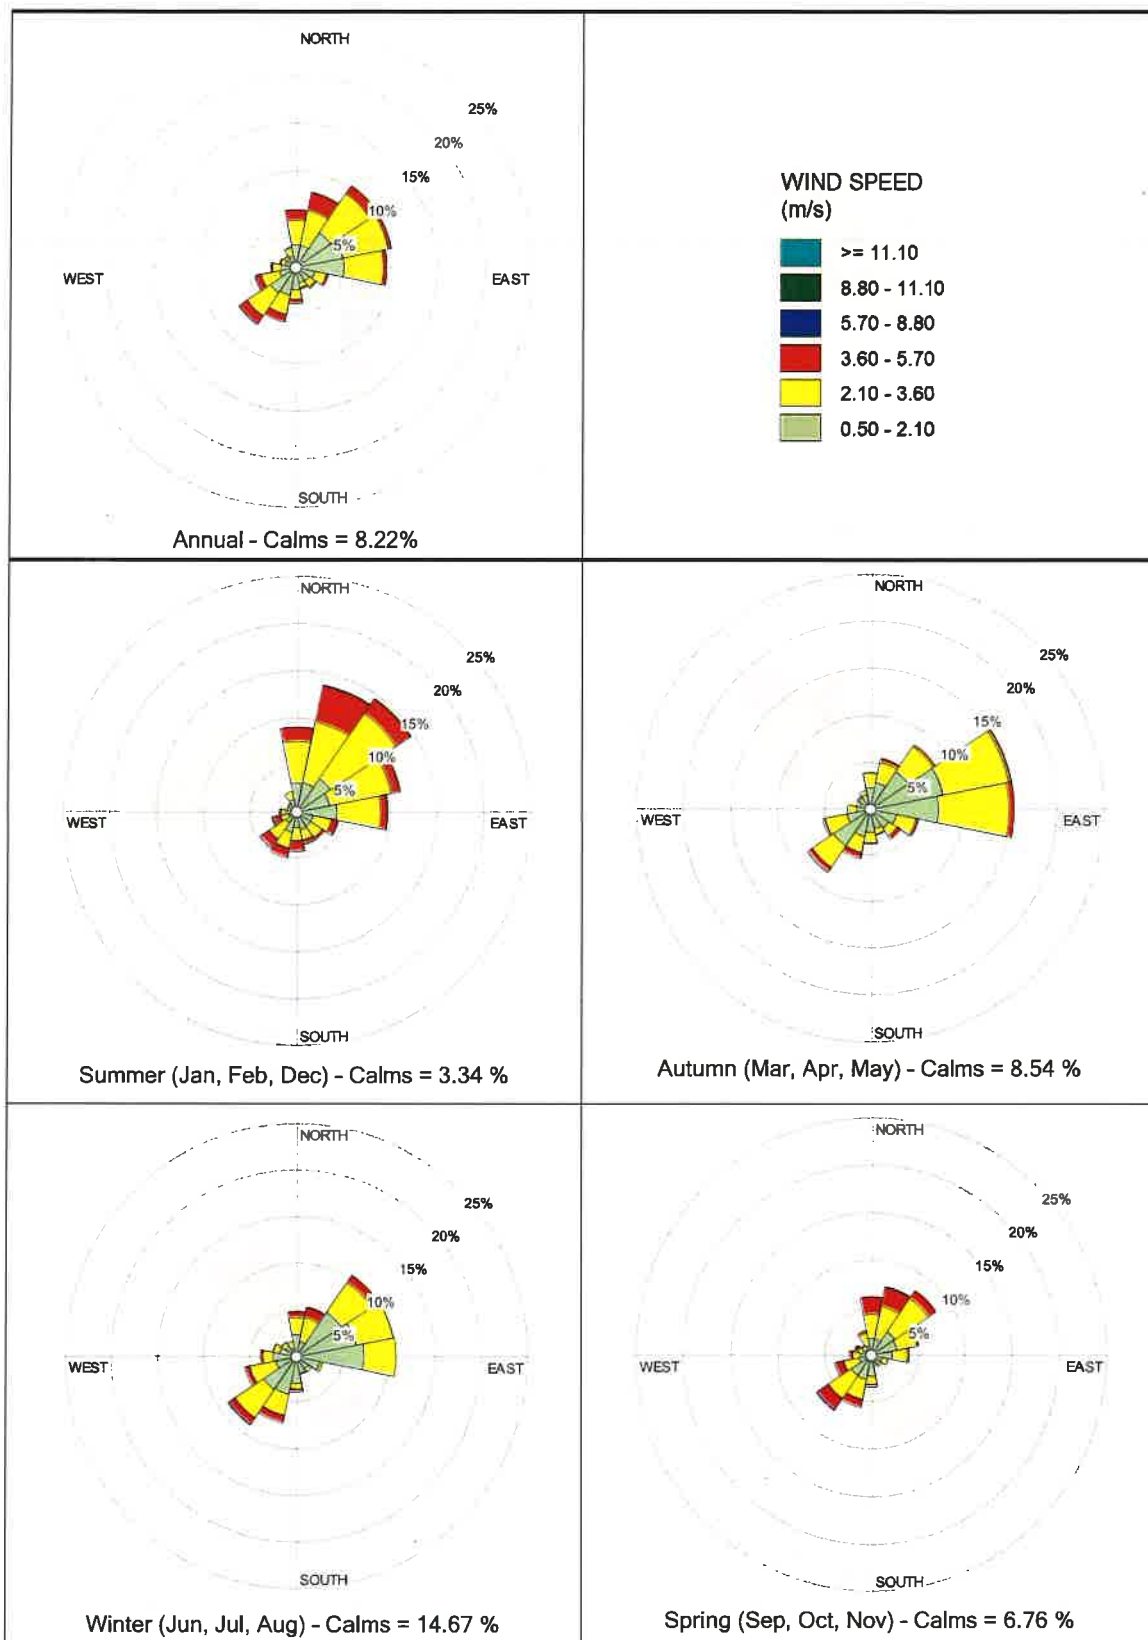 NORTH
25%
20%
15%
10%
5%
WEST
EAST
SOUTH
Annual - Calms = 8.22%
WIND SPEED
(m/s)
>= 11.10
8.80 - 11.10
5.70 - 8.80
3.60 - 5.70
2.10 - 3.60
0.50 - 2.10
NORTH
25%
20%
15%
10%
5%
WEST
EAST
SOUTH
Summer (Jan, Feb, Dec) - Calms = 3.34 %
NORTH
25%
20%
15%
10%
5%
WEST
EAST
SOUTH
Autumn (Mar, Apr, May) - Calms = 8.54 %
NORTH
25%
20%
15%
10%
5%
WEST
EAST
SOUTH
Winter (Jun, Jul, Aug) - Calms = 14.67 %
NORTH
25%
20%
15%
10%
5%
WEST
EAST
SOUTH
Spring (Sep, Oct, Nov) - Calms = 6.76 %